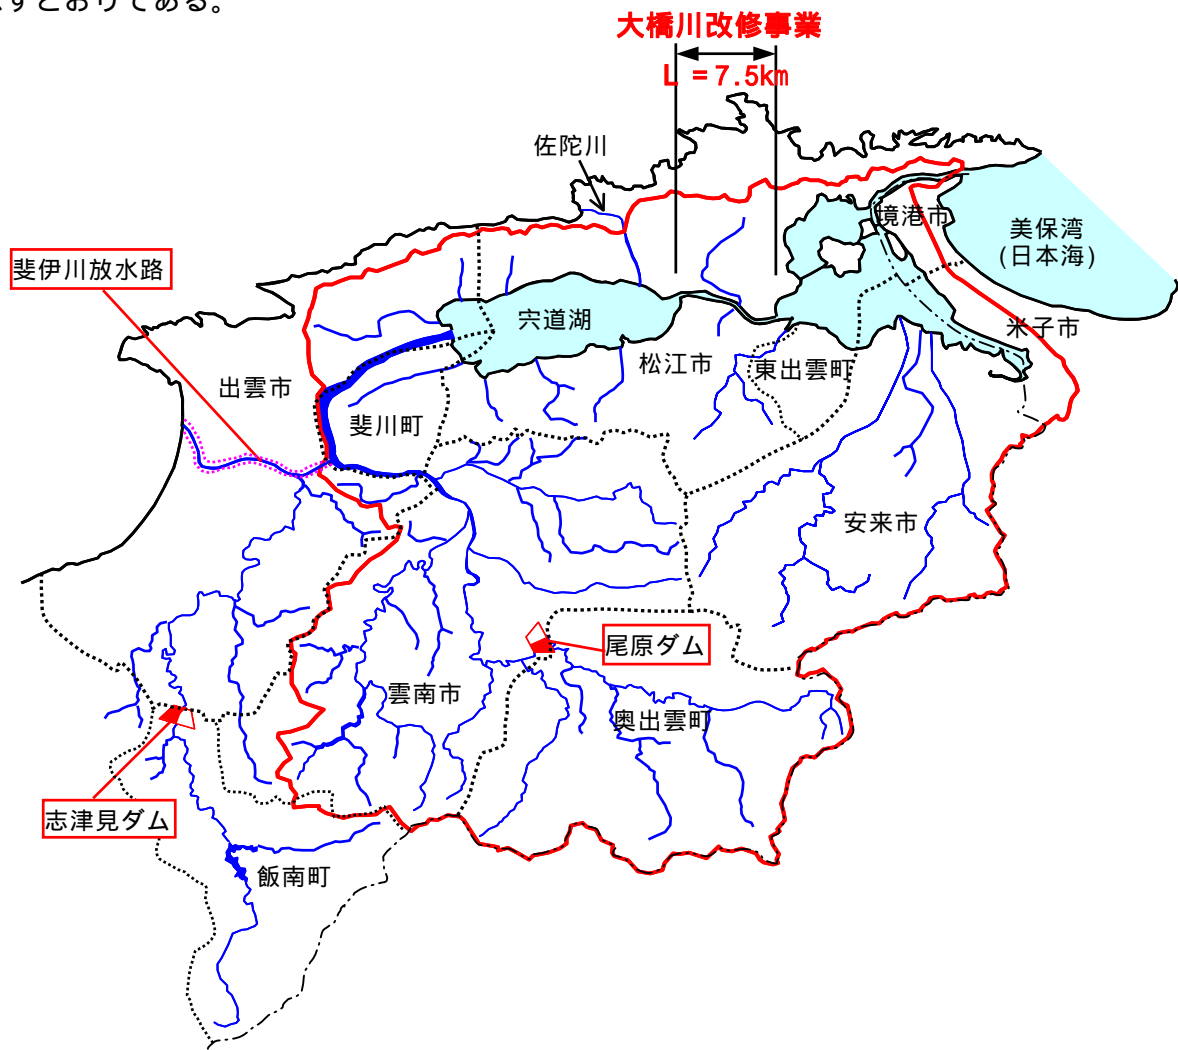 すとおりである。
大橋川改修事業
L = 7.5km
佐陀川
境港市
美保湾
(日本海)
斐伊川放水路
宍道湖
米子市
松江市
東出雲町
出雲市
斐川町
安来市
尾原ダム
雲南市
奥出雲町
志津見ダム
飯南町